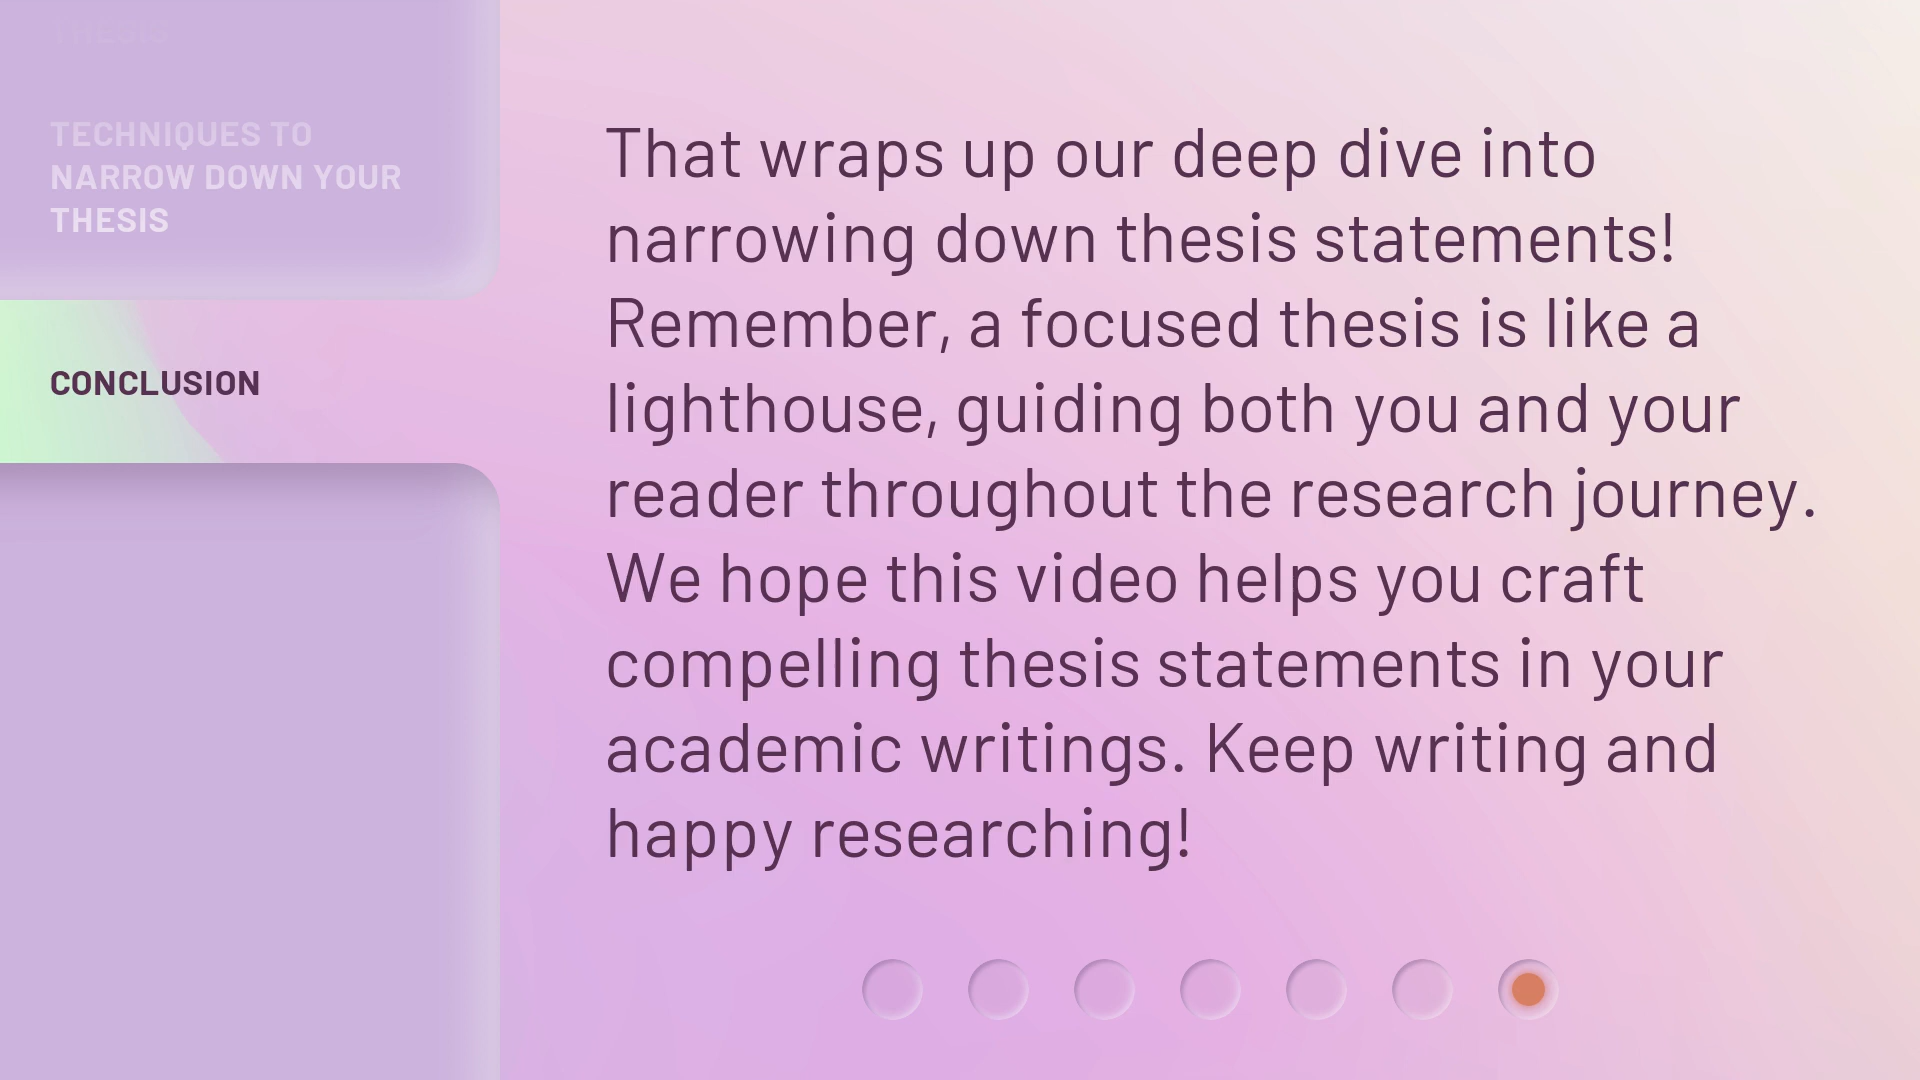 THESIS
TECHNIQUES TO
NARROW DOWN YOUR
THESIS
CONCLUSION
That wraps up our deep dive into
narrowing down thesis statements!
Remember, a focused thesis is like a
lighthouse, guiding both you and your
reader throughout the research journey.
We hope this video helps you craft
compelling thesis statements in your
academic writings. Keep writing and
happy researching!